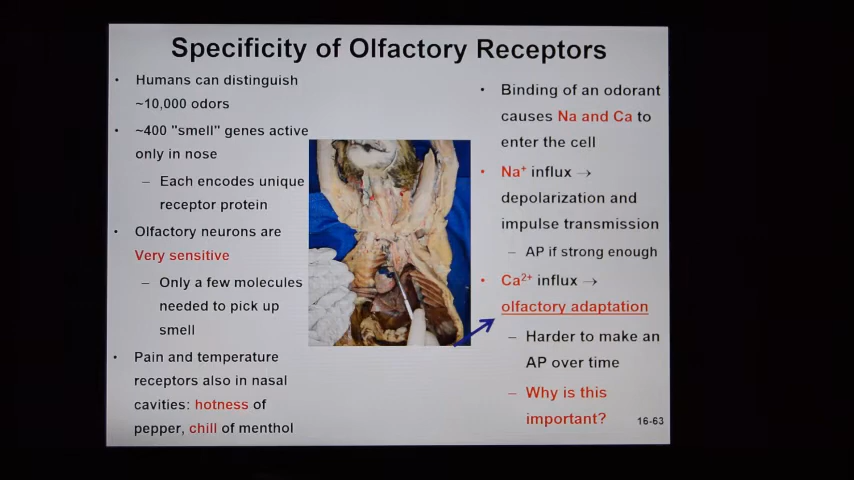 Specificity of Olfactory Receptors
• Humans can distinguish
~10,000 odors
• ~400 "smell" genes active
only in nose
– Each encodes unique
receptor protein
• Olfactory neurons are
Very sensitive
– Only a few molecules
needed to pick up
smell
• Pain and temperature
receptors also in nasal
cavities: hotness of
pepper, chill of menthol
• Binding of an odorant
causes Na and Ca to
enter the cell
• Na⁺ influx →
depolarization and
impulse transmission
– AP if strong enough
• Ca²⁺ influx →
olfactory adaptation
– Harder to make an
AP over time
– Why is this
important?
16-63